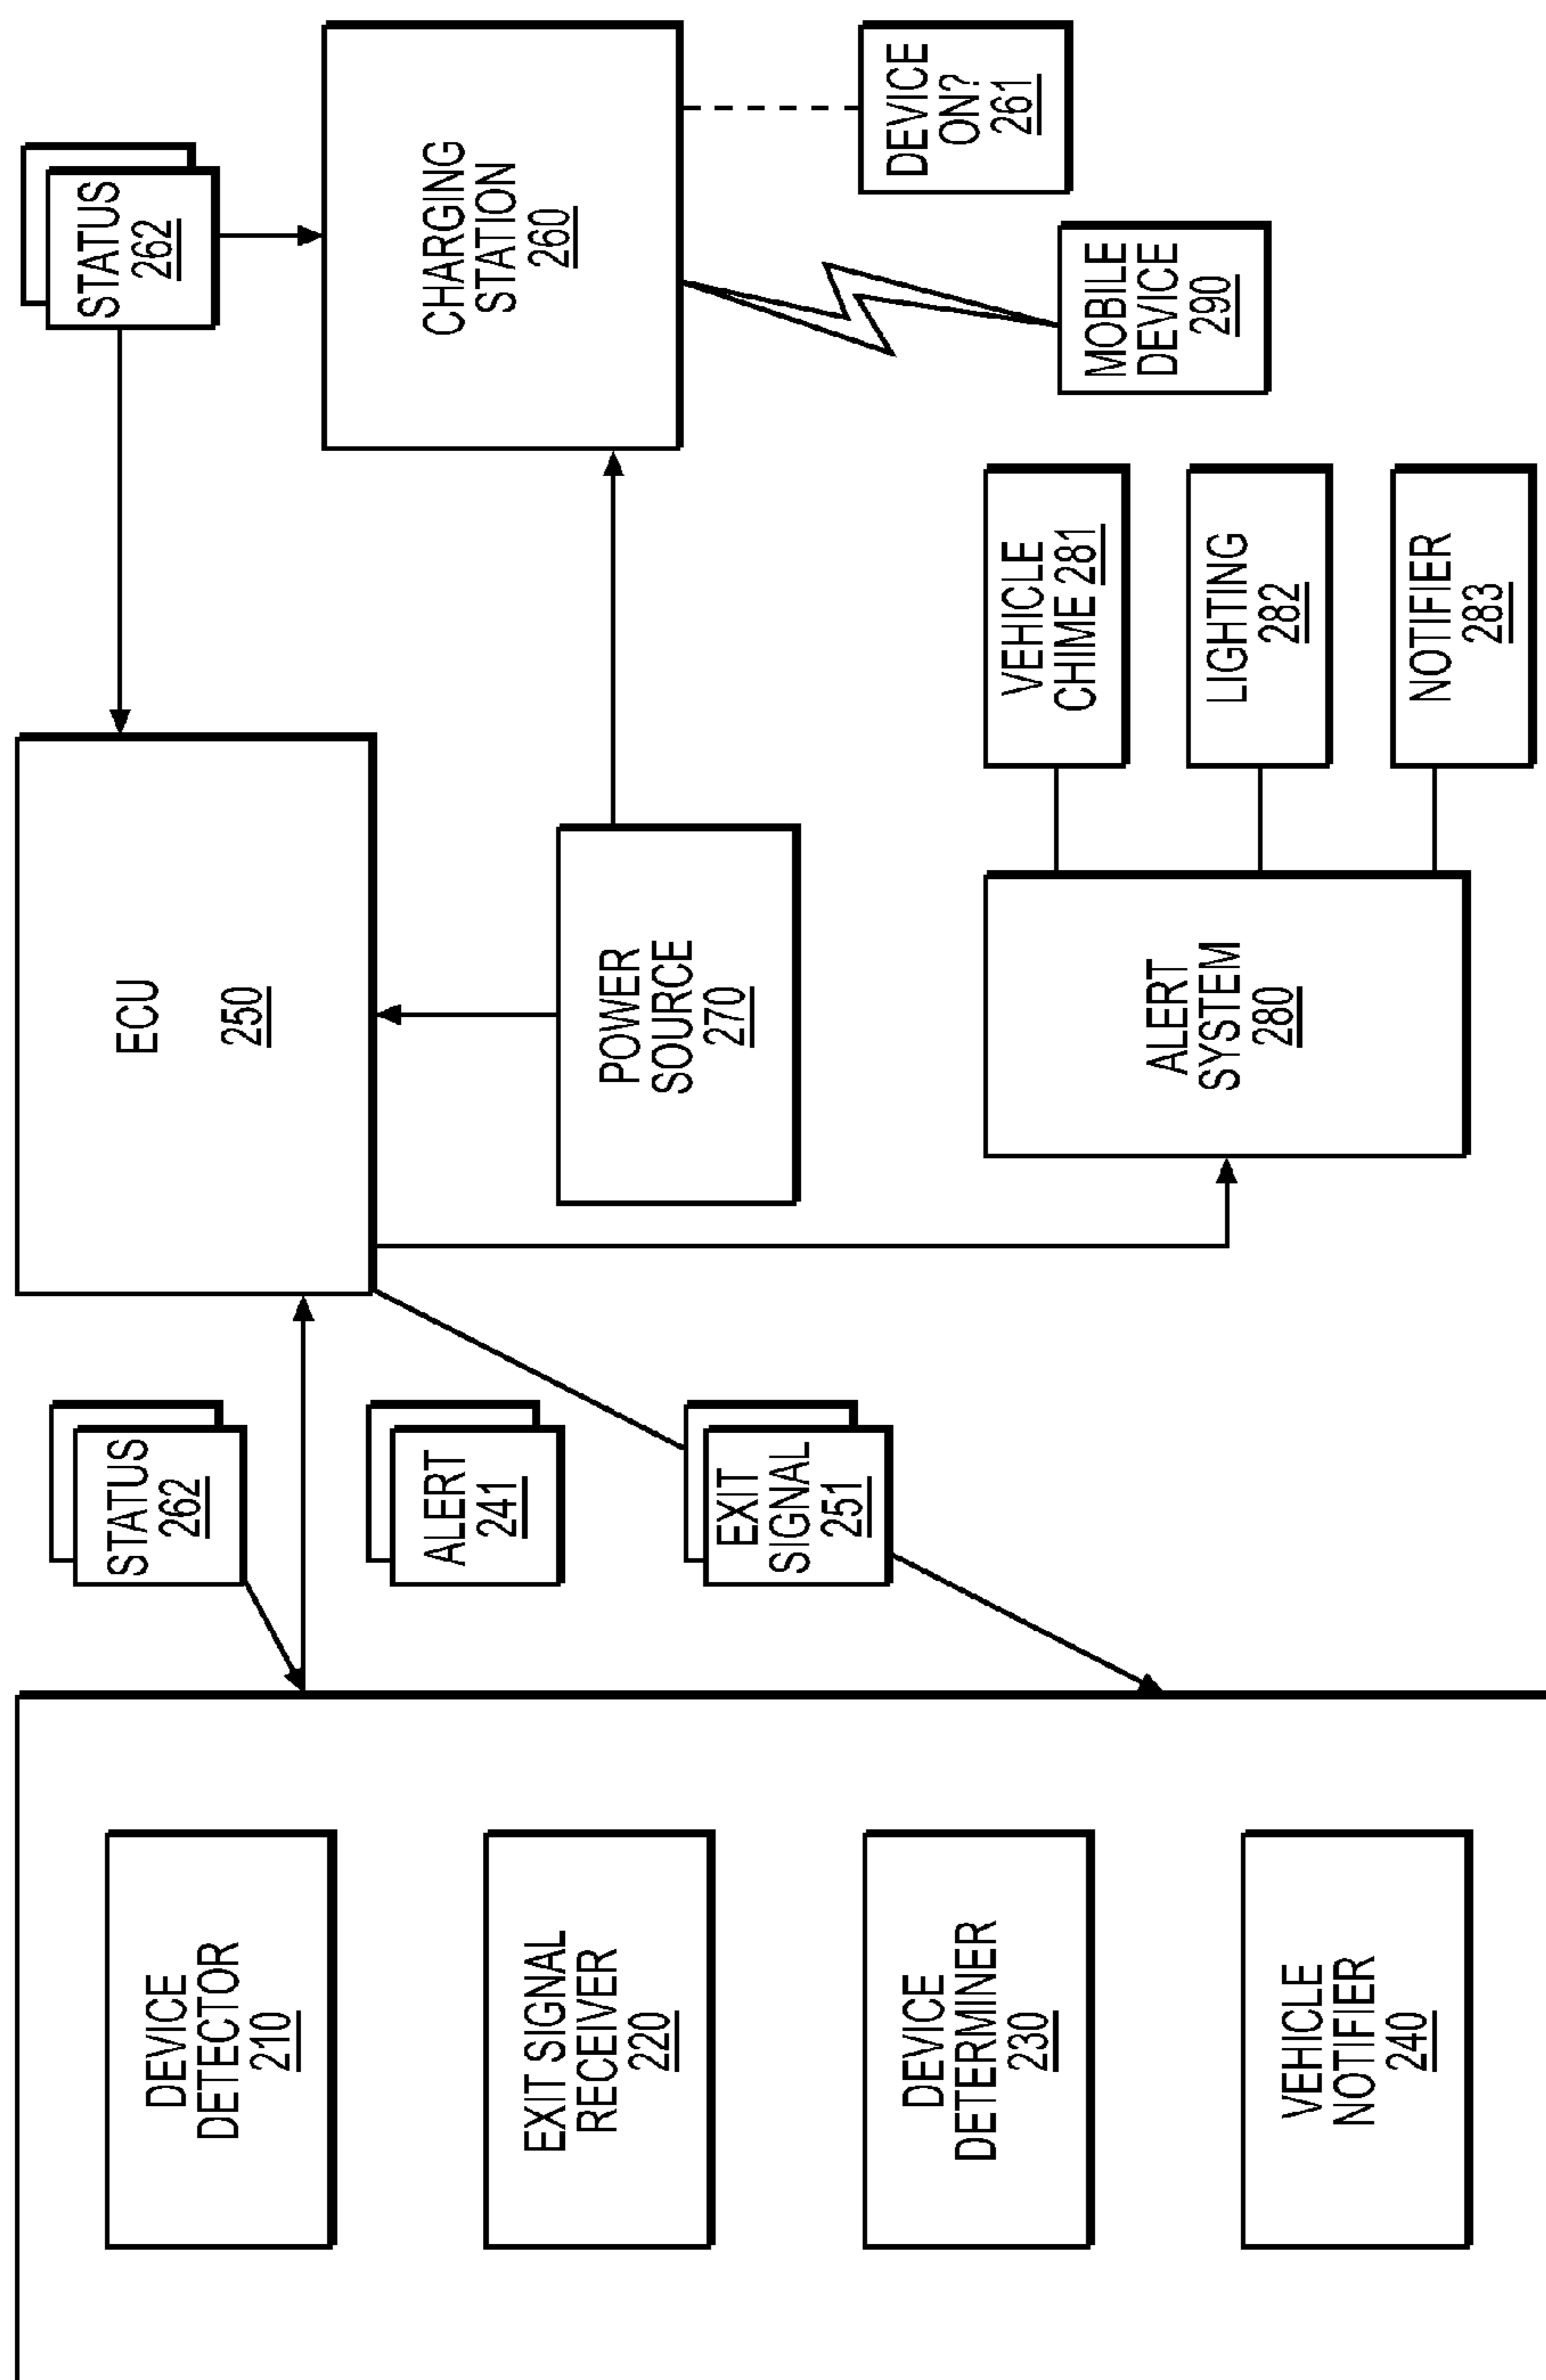 DEVICE
DETECTOR
210
EXIT SIGNAL
RECEIVER
220
DEVICE
DETERMINER
230
VEHICLE
NOTIFIER
240
STATUS
262
ALERT
241
EXIT
SIGNAL
251
ECU
250
POWER
SOURCE
270
ALERT
SYSTEM
280
VEHICLE
CHIME 281
LIGHTING
282
NOTIFIER
283
STATUS
262
CHARGING
STATION
260
MOBILE
DEVICE
290
DEVICE
ON?
261